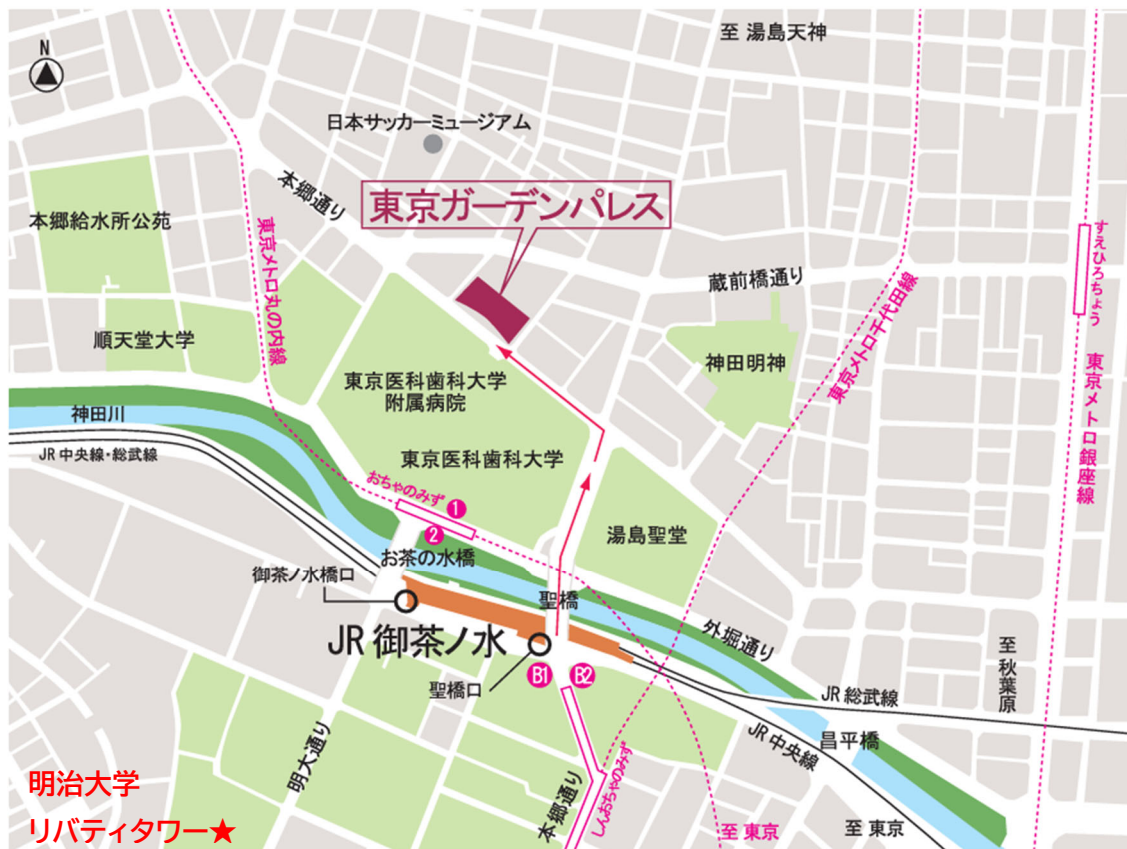 至 湯島天神
N
日本サッカーミュージアム
本郷通り
東京ガーデンパレス
本郷給水所公苑
東京メトロ丸の内線
すえひろちょう
蔵前橋通り
東京メトロ千代田線
順天堂大学
神田明神
東京医科歯科大学
附属病院
東京メトロ銀座線
神田川
JR 中央線・総武線
東京医科歯科大学
おちゃのみず
1
2
湯島聖堂
お茶の水橋
御茶ノ水橋口
聖橋
外堀通り
JR 御茶ノ水
至 秋葉原
聖橋口
B1
B2
JR 総武線
JR 中央線
昌平橋
明大通り
明治大学
リバティタワー★
本郷通り
しんおちゃのみず
至 東京
至 東京